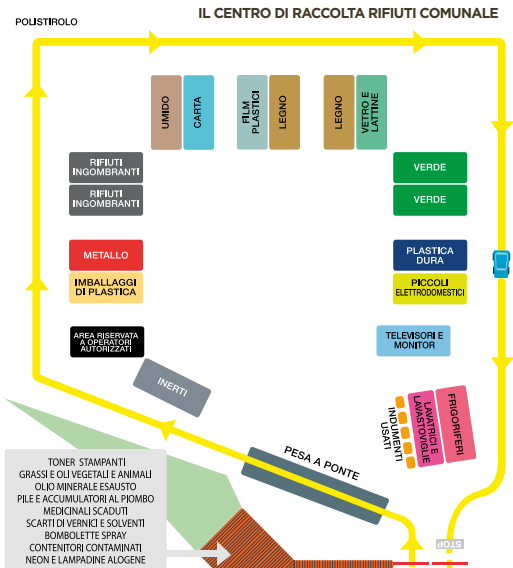 IL CENTRO DI RACCOLTA RIFIUTI COMUNALE
POLISTIROLO
UMIDO
CARTA
FILM
PLASTICI
LEGNO
LEGNO
VETRO E
LATTINE
RIFIUTI
INGOMBRANTI
RIFIUTI
INGOMBRANTI
VERDE
VERDE
METALLO
IMBALLAGGI
DI PLASTICA
PLASTICA
DURA
PICCOLI
ELETTRODOMESTICI
AREA RISERVATA
A OPERATORI
AUTORIZZATI
TELEVISORI E
MONITOR
INERTI
INDUMENTI
USATI
LAVATRICI E
LAVASTOVIGLIE
FRIGORIFERI
PESA A PONTE
TONER STAMPANTI
GRASSI E OLI VEGETALI E ANIMALI
OLIO MINERALE ESAUSTO
PILE E ACCUMULATORI AL PIOMBO
MEDICINALI SCADUTI
SCARTI DI VERNICI E SOLVENTI
BOMBOLETTE SPRAY
CONTENITORI CONTAMINATI
NEON E LAMPADINE ALOGENE
STOP